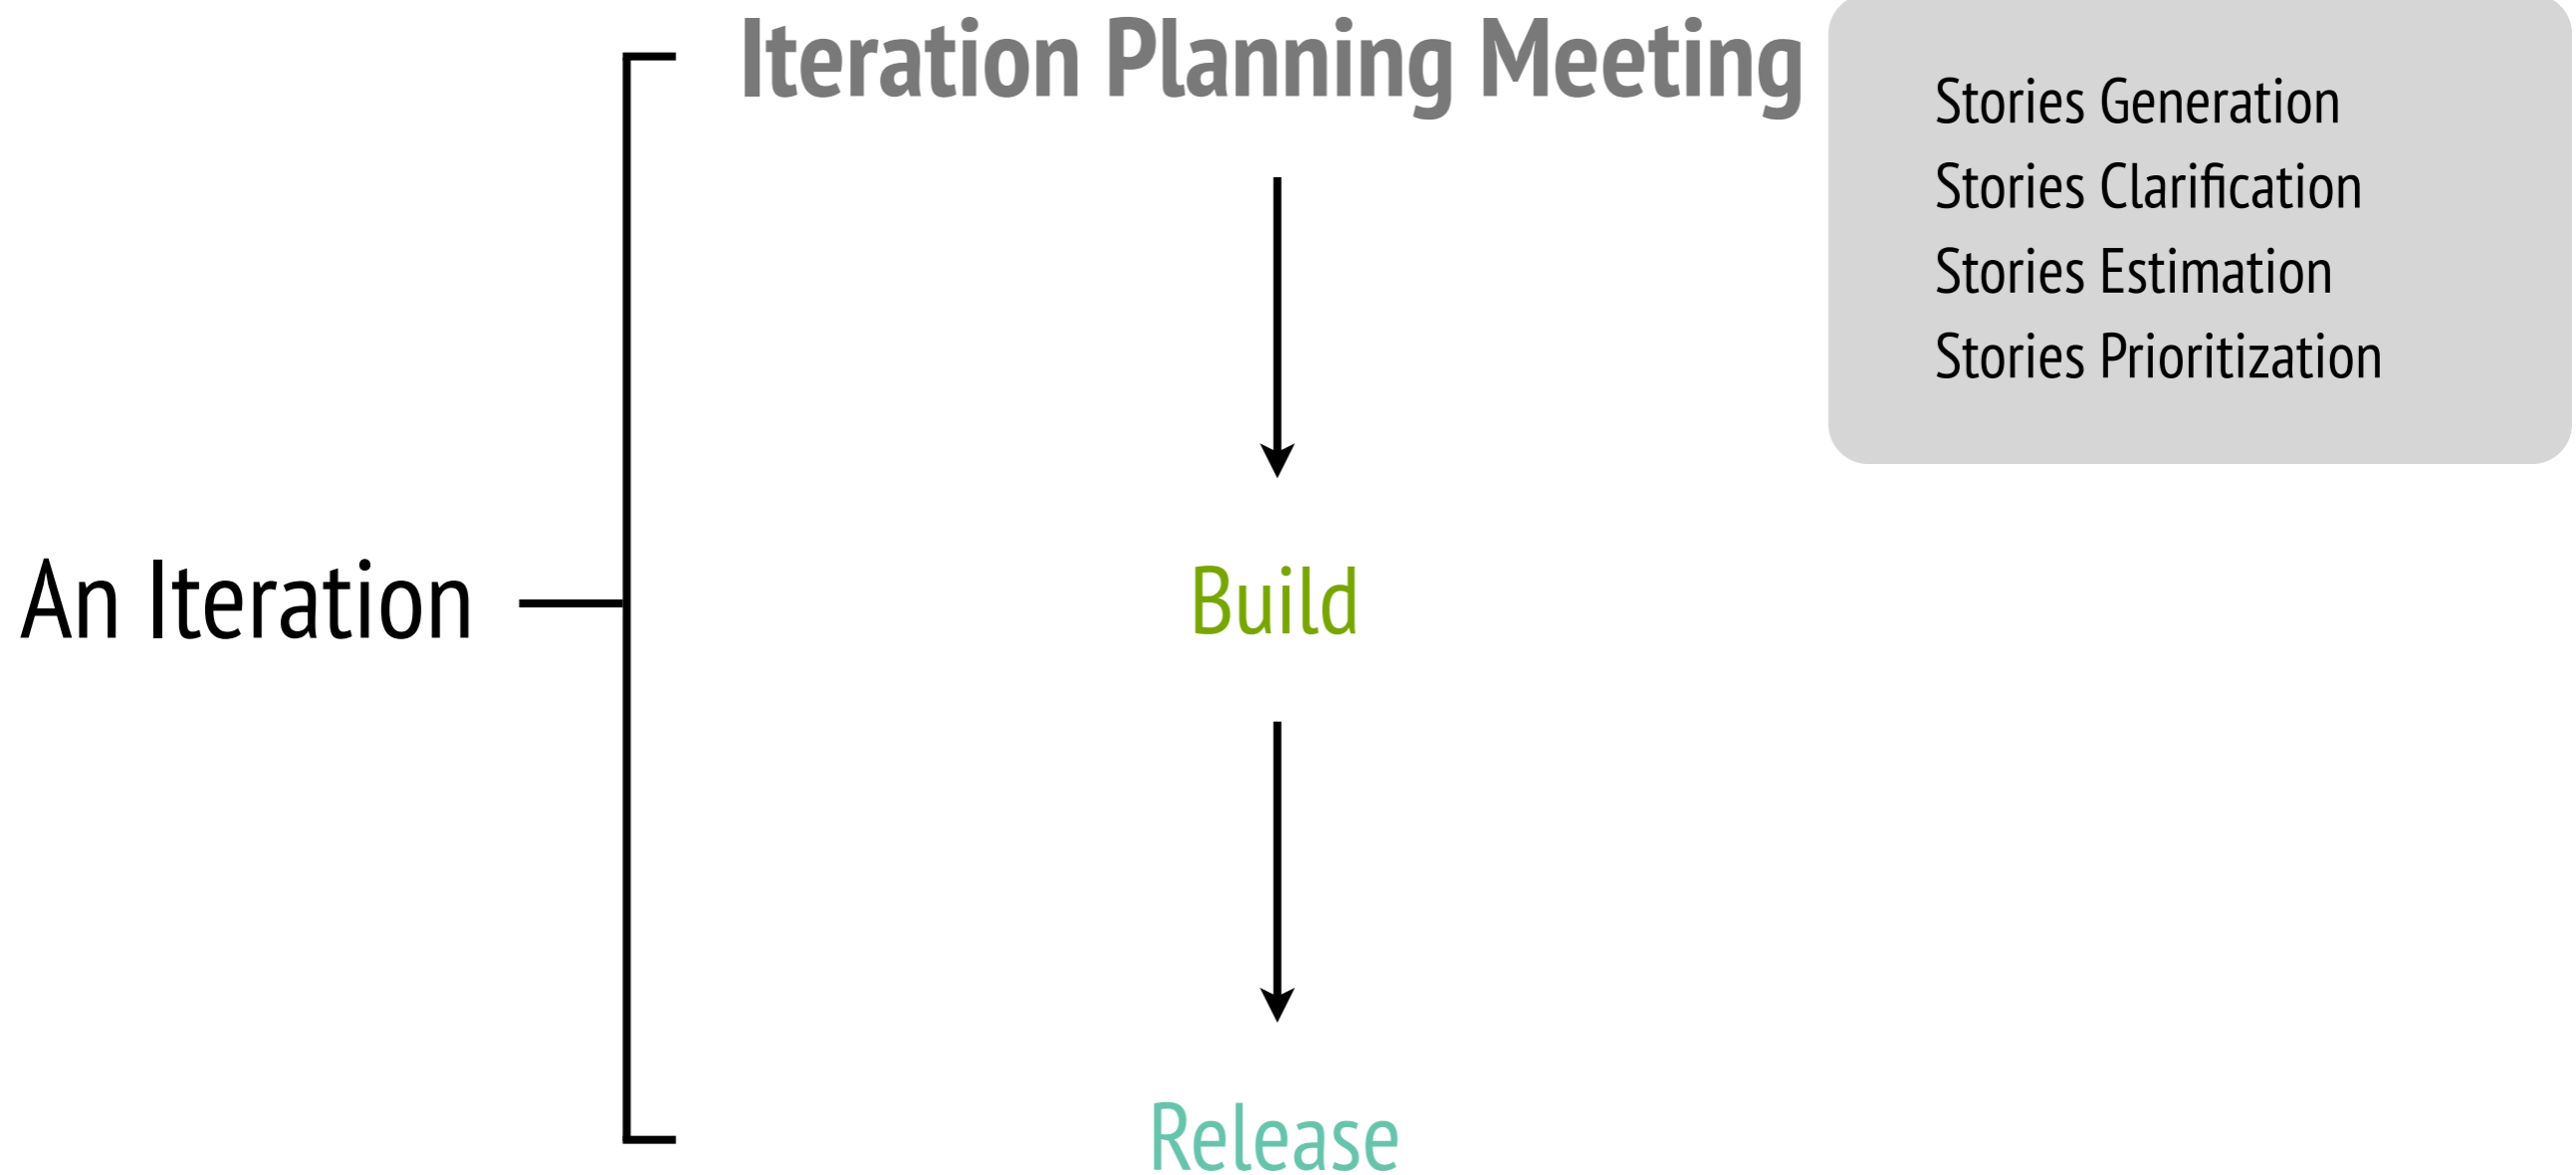 Iteration Planning Meeting
Stories Generation
Stories Clarification
Stories Estimation
Stories Prioritization
An Iteration
Build
Release